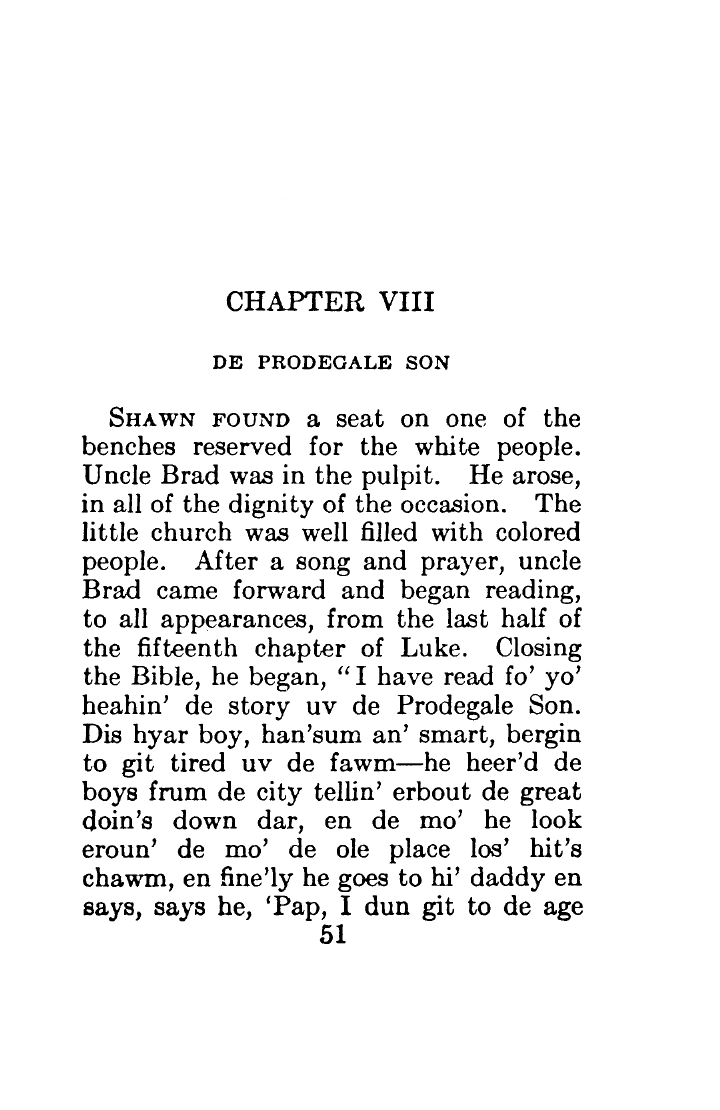 CHAPTER VIII
DE PRODEGALE SON
SHAWN FOUND a seat on one of the
benches reserved for the white people.
Uncle Brad was in the pulpit. He arose,
in all of the dignity of the occasion. The
little church was well filled with colored
people. After a song and prayer, uncle
Brad came forward and began reading,
to all appearances, from the last half of
the fifteenth chapter of Luke. Closing
the Bible, he began, “I have read fo’ yo’
heahin’ de story uv de Prodegale Son.
Dis hyar boy, han’sum an’ smart, bergin
to git tired uv de fawm—he heer’d de
boys frum de city tellin’ erbout de great
doin’s down dar, en de mo’ he look
eroun’ de mo’ de ole place los’ hit’s
chawm, en fine’ly he goes to hi’ daddy en
says, says he, ‘Pap, I dun git to de age
51